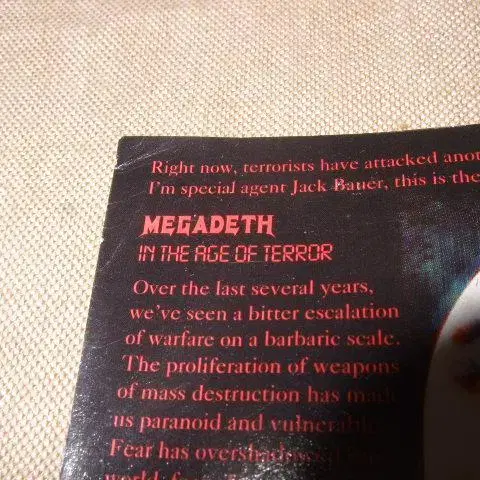 Right now, terrorists have attacked
I'm special agent Jack Bauer, this is the
MEGADETH
IN THE AGE OF TERROR
Over the last several years,
we've seen a bitter escalation
of warfare on a barbaric scale.
The proliferation of weapons
of mass destruction has made
us paranoid and vulnerable.
Fear has